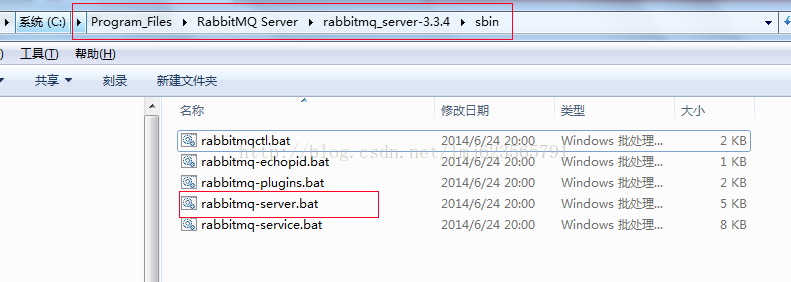 系统 (C:) Program_Files RabbitMQ Server rabbitmq_server-3.3.4 sbin
) 工具(T) 帮助(H)
共享 刻录 新建文件夹
名称 修改日期 类型 大小
rabbitmqctl.bat 2014/6/24 20:00 Windows 批处理... 2 KB
http://blog.csdn.net/lmj623565791
rabbitmq-echopid.bat 2014/6/24 20:00 Windows 批处理... 1 KB
rabbitmq-plugins.bat 2014/6/24 20:00 Windows 批处理... 2 KB
rabbitmq-server.bat 2014/6/24 20:00 Windows 批处理... 5 KB
rabbitmq-service.bat 2014/6/24 20:00 Windows 批处理... 8 KB